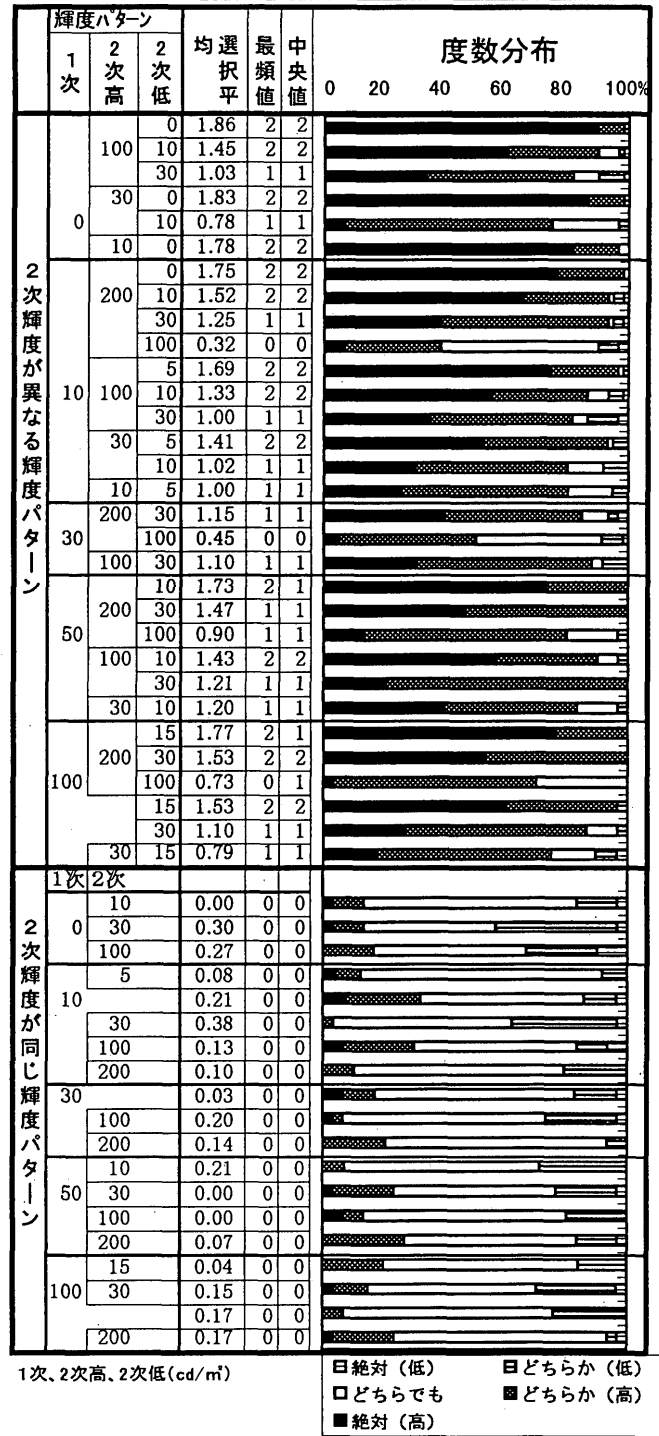 輝度パターン
1次 2次高 2次低 選択平均 最頻値 中央値 度数分布
0 20 40 60 80 100%
2次輝度が異なる輝度パターン
0 100 0 1.86 2 2
10 1.45 2 2
30 1.03 1 1
30 0 1.83 2 2
10 0.78 1 1
10 0 1.78 2 2
10 200 0 1.75 2 2
10 1.52 2 2
30 1.25 1 1
100 0.32 0 0
100 5 1.69 2 2
10 1.33 2 2
30 1.00 1 1
30 5 1.41 2 2
10 1.02 1 1
10 5 1.00 1 1
30 200 30 1.15 1 1
100 0.45 0 0
100 30 1.10 1 1
50 200 10 1.73 2 1
30 1.47 1 1
100 0.90 1 1
100 10 1.43 2 2
30 1.21 1 1
30 10 1.20 1 1
100 200 15 1.77 2 1
30 1.53 2 2
100 0.73 0 1
15 1.53 2 2
30 1.10 1 1
30 15 0.79 1 1
2次輝度が同じ輝度パターン
1次 2次
0 10 0.00 0 0
30 0.30 0 0
100 0.27 0 0
10 5 0.08 0 0
0.21 0 0
30 0.38 0 0
100 0.13 0 0
200 0.10 0 0
30 0.03 0 0
100 0.20 0 0
200 0.14 0 0
50 10 0.21 0 0
30 0.00 0 0
100 0.00 0 0
200 0.07 0 0
100 15 0.04 0 0
30 0.15 0 0
0.17 0 0
200 0.17 0 0
1次、2次高、2次低(cd/㎡)
絶対(低) どちらか(低)
どちらでも どちらか(高)
絶対(高)